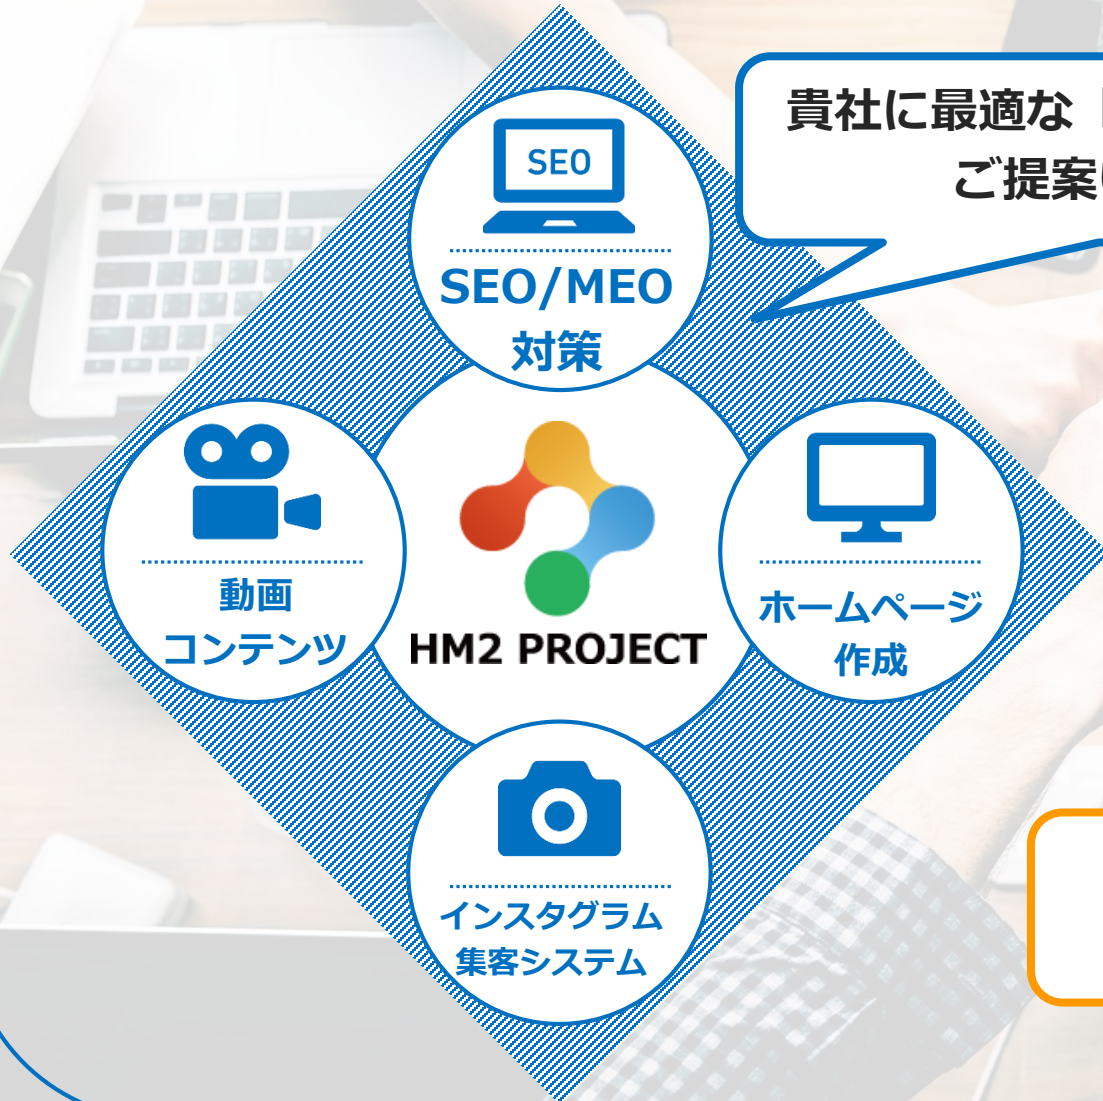 貴社に最適な「
ご提案
SEO
SEO/MEO
対策
動画
コンテンツ
HM2 PROJECT
ホームページ
作成
インスタグラム
集客システム